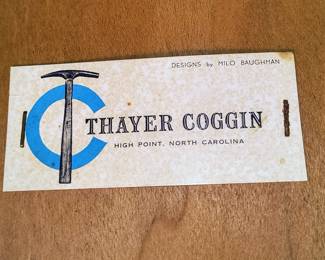 DESIGNS by MILO BAUGHMAN
THAYER COGGIN
HIGH POINT, NORTH CAROLINA